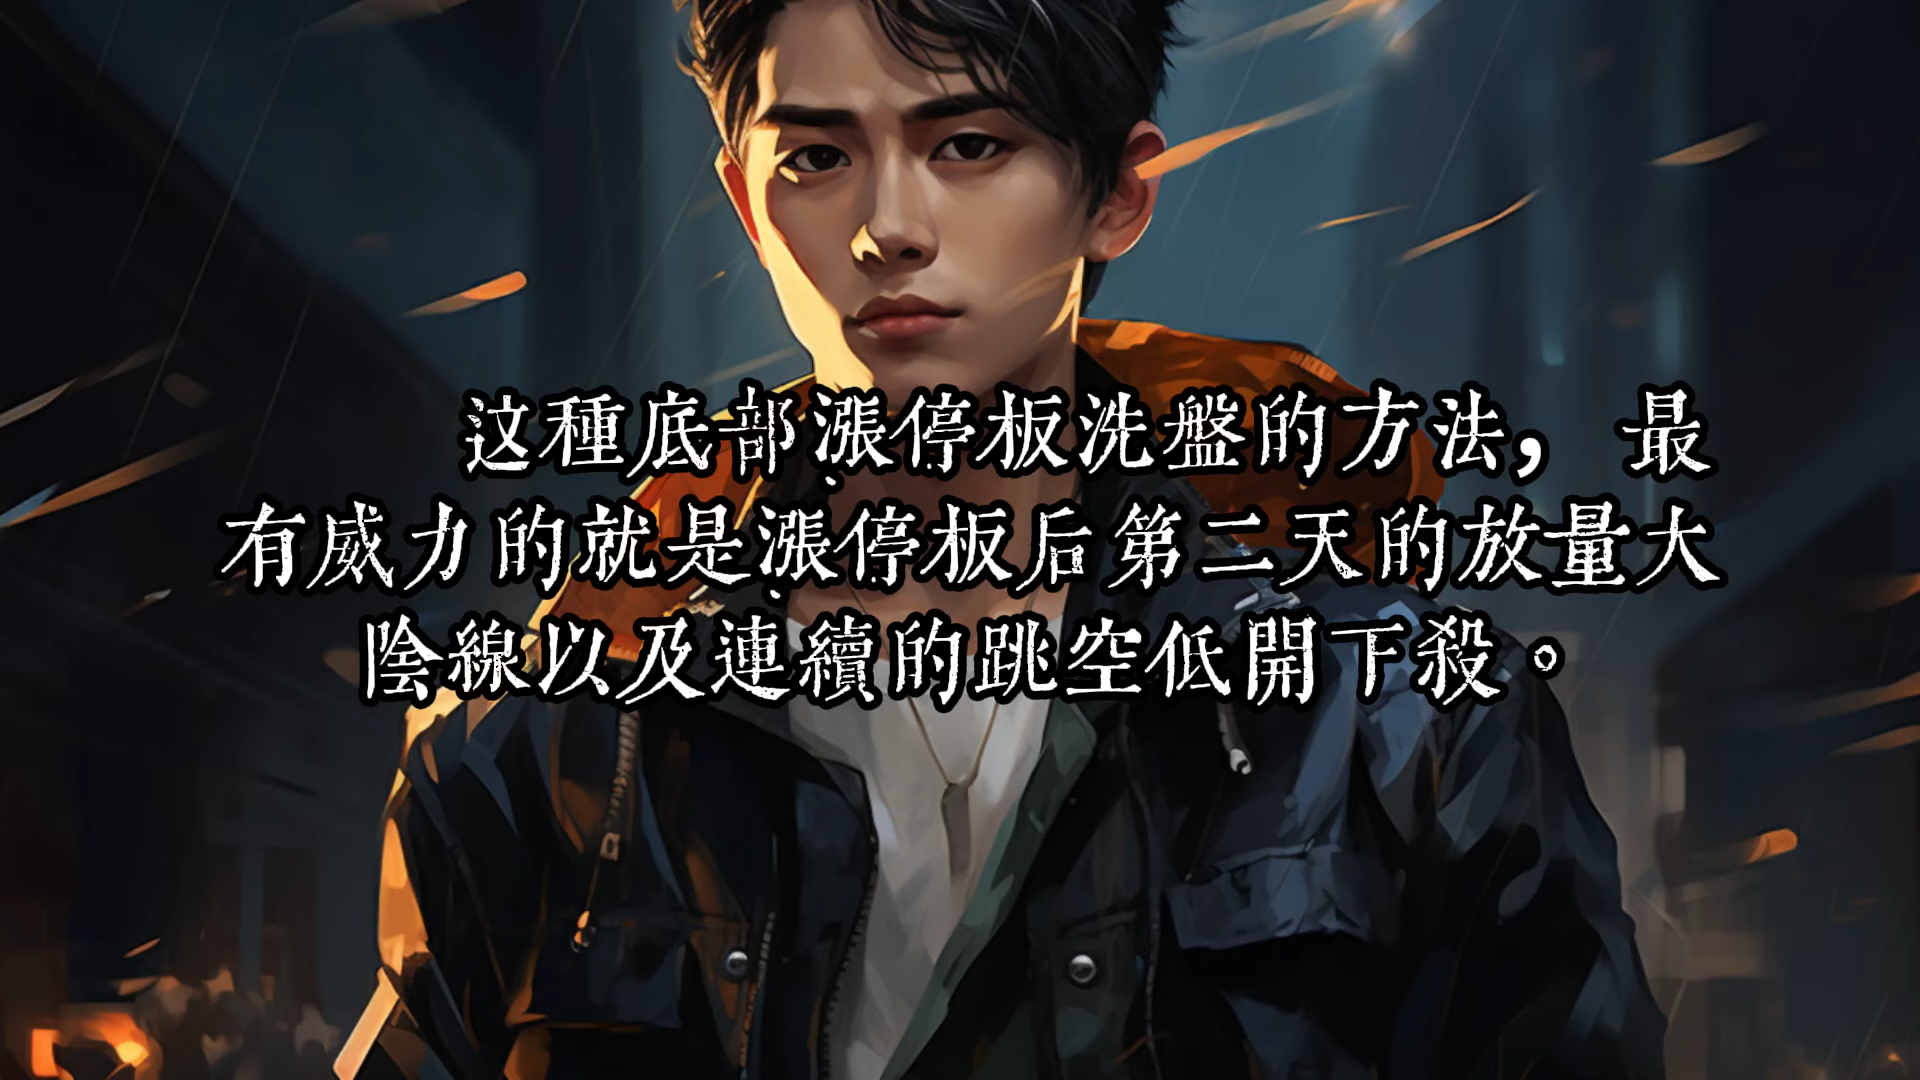 这種底部漲停板洗盤的方法，最
有威力的就是漲停板后第二天的放量大
陰線以及連續的跳空低開下殺。